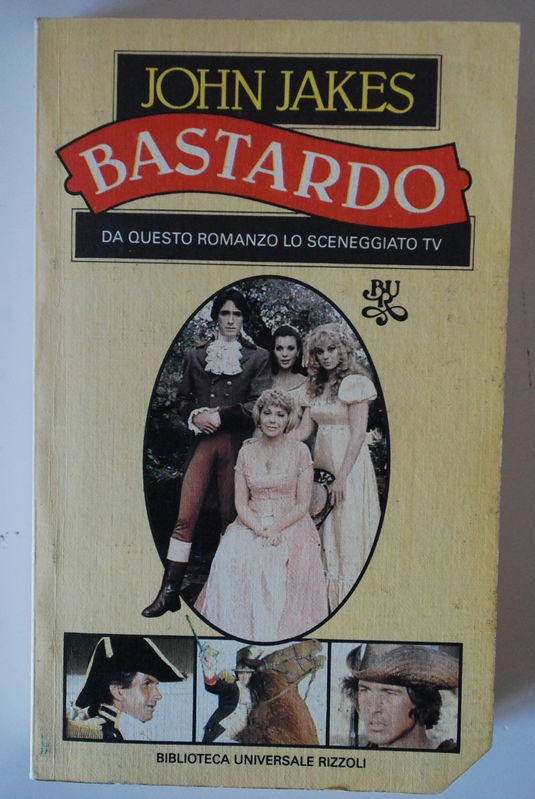 JOHN JAKES
BASTARDO
DA QUESTO ROMANZO LO SCENEGGIATO TV
BUR
BIBLIOTECA UNIVERSALE RIZZOLI